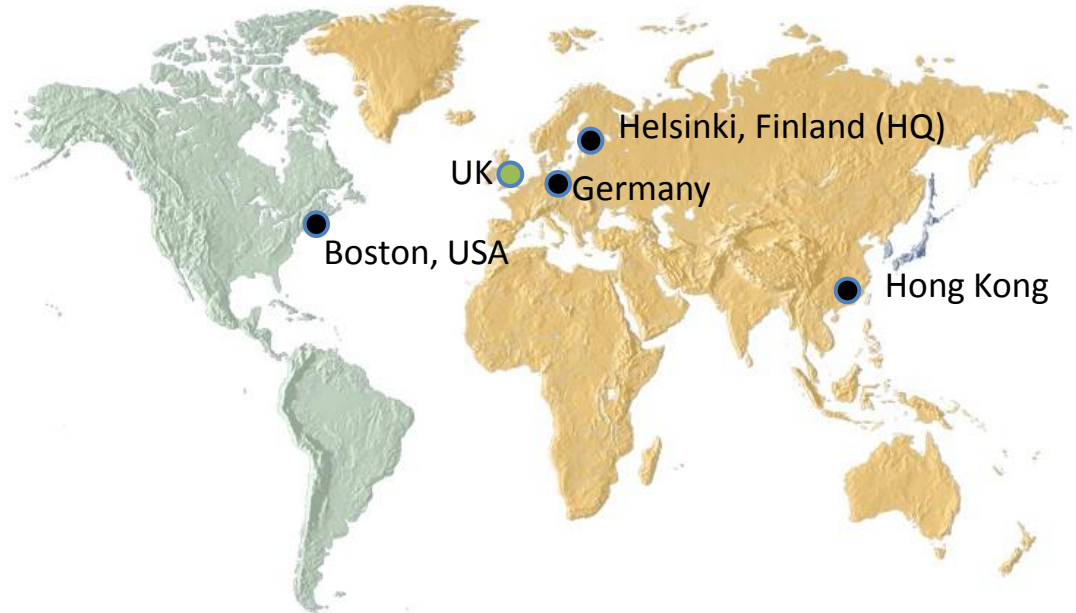 Helsinki, Finland (HQ)
UK
Germany
Boston, USA
Hong Kong